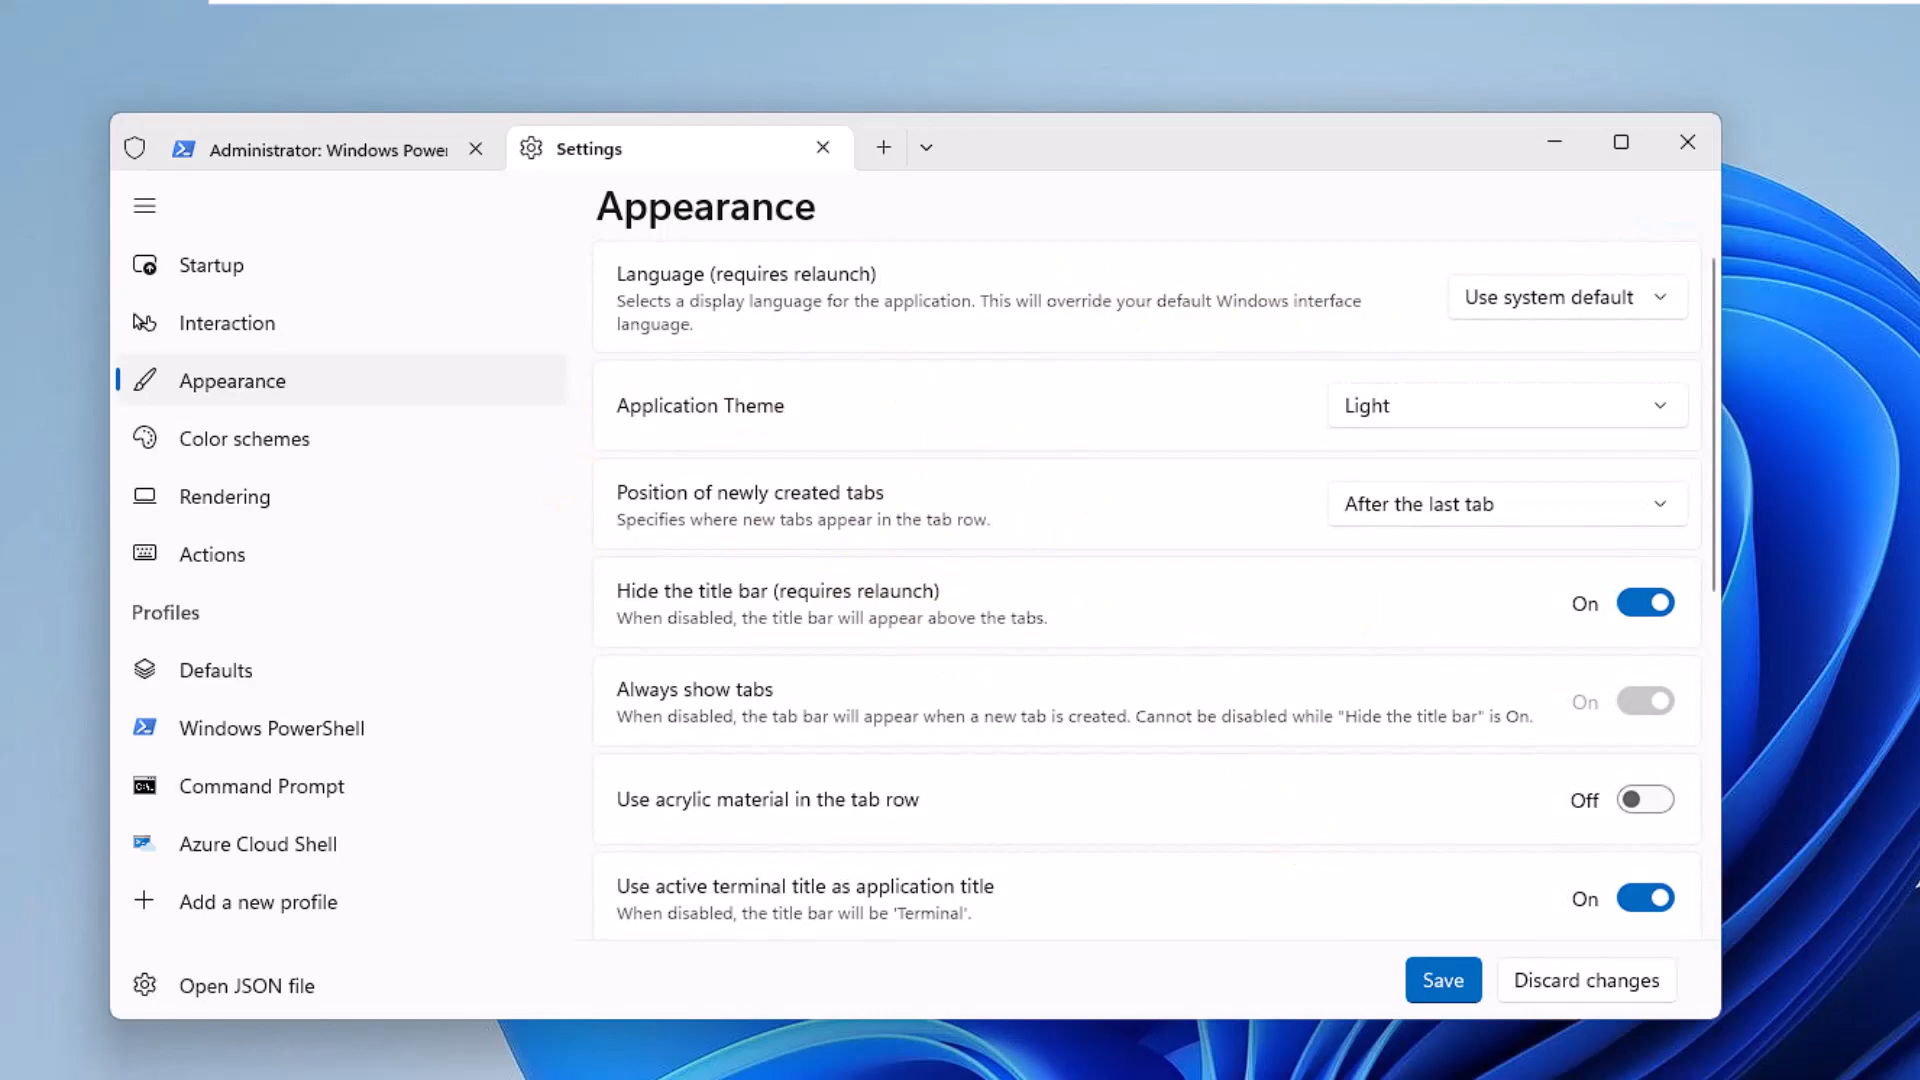 Administrator: Windows Power
Settings
Appearance
Startup
Interaction
Appearance
Color schemes
Rendering
Actions
Profiles
Defaults
Windows PowerShell
Command Prompt
Azure Cloud Shell
Add a new profile
Open JSON file
Language (requires relaunch)
Selects a display language for the application. This will override your default Windows interface
language.
Use system default
Application Theme
Light
Position of newly created tabs
Specifies where new tabs appear in the tab row.
After the last tab
Hide the title bar (requires relaunch)
When disabled, the title bar will appear above the tabs.
On
Always show tabs
When disabled, the tab bar will appear when a new tab is created. Cannot be disabled while "Hide the title bar" is On.
On
Use acrylic material in the tab row
Off
Use active terminal title as application title
When disabled, the title bar will be 'Terminal'.
On
Save
Discard changes